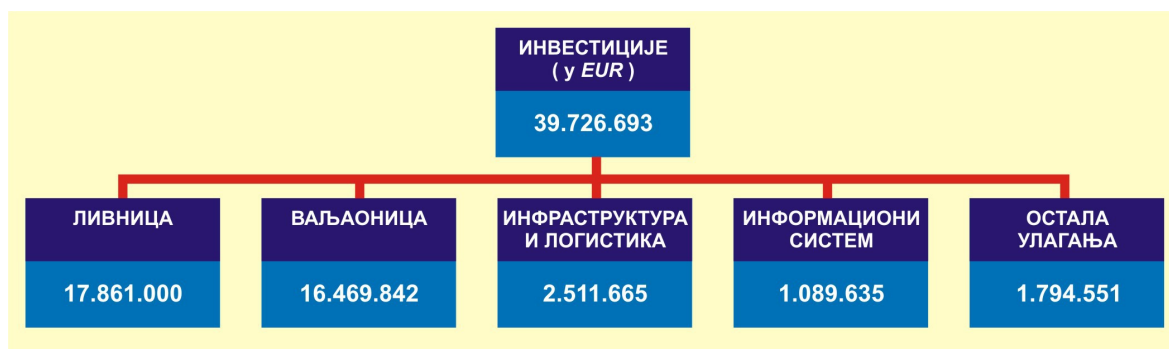 ИНВЕСТИЦИЈЕ
( у EUR )
39.726.693
ЛИВНИЦА
17.861.000
ВАЉАОНИЦА
16.469.842
ИНФРАСТРУКТУРА
И ЛОГИСТИКА
2.511.665
ИНФОРМАЦИОНИ
СИСТЕМ
1.089.635
ОСТАЛА
УЛАГАЊА
1.794.551